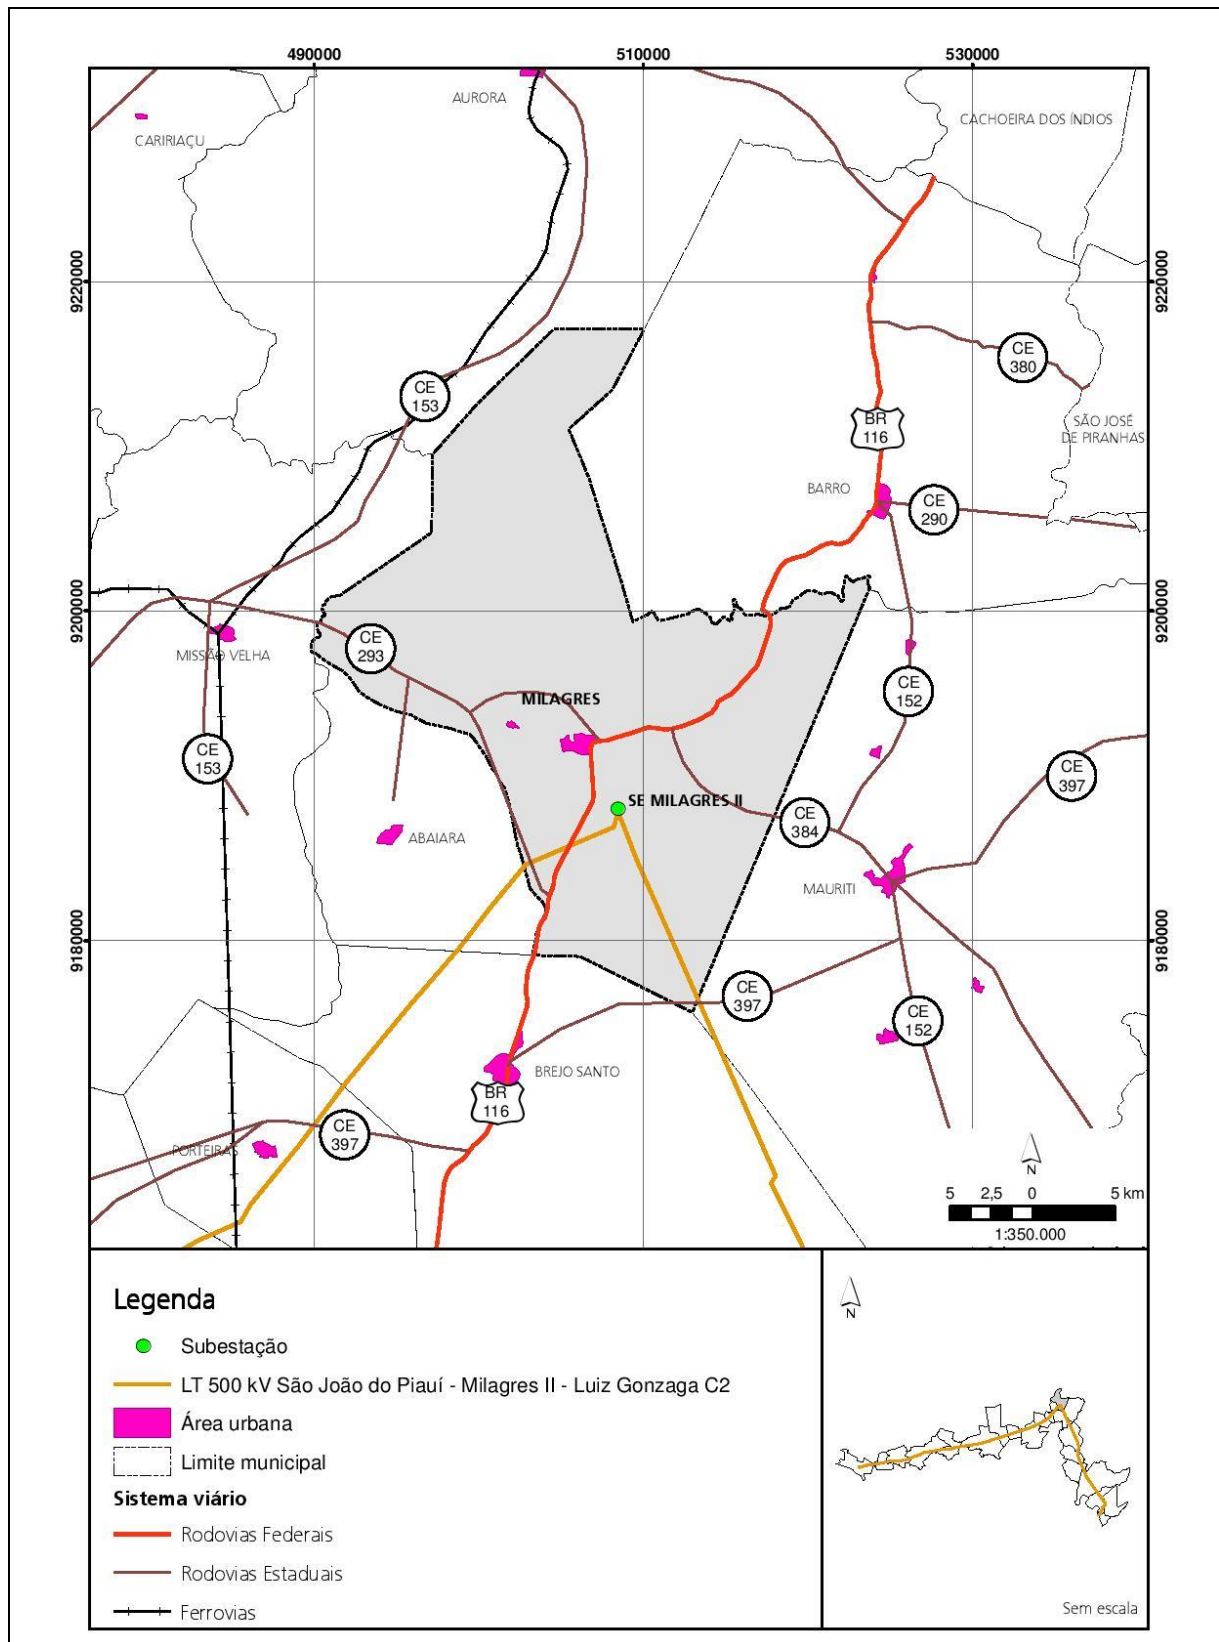 490000
510000
530000
AURORA
CARIRIAÇU
CACHOEIRA DOS ÍNDIOS
9220000
9220000
CE
380
CE
153
BR
116
SÃO JOSÉ
DE PIRANHAS
BARRO
CE
290
9200000
9200000
MISSÃO VELHA
CE
293
MILAGRES
CE
152
CE
153
CE
397
SE MILAGRES II
CE
384
ABAIARA
MAURITI
9180000
9180000
CE
397
CE
152
BREJO SANTO
BR
116
CE
397
PORTEIRAS
N
5 2,5 0 5 km
1:350.000
Legenda
Subestação
LT 500 kV São João do Piauí - Milagres II - Luiz Gonzaga C2
Área urbana
Limite municipal
Sistema viário
Rodovias Federais
Rodovias Estaduais
Ferrovias
N
Sem escala